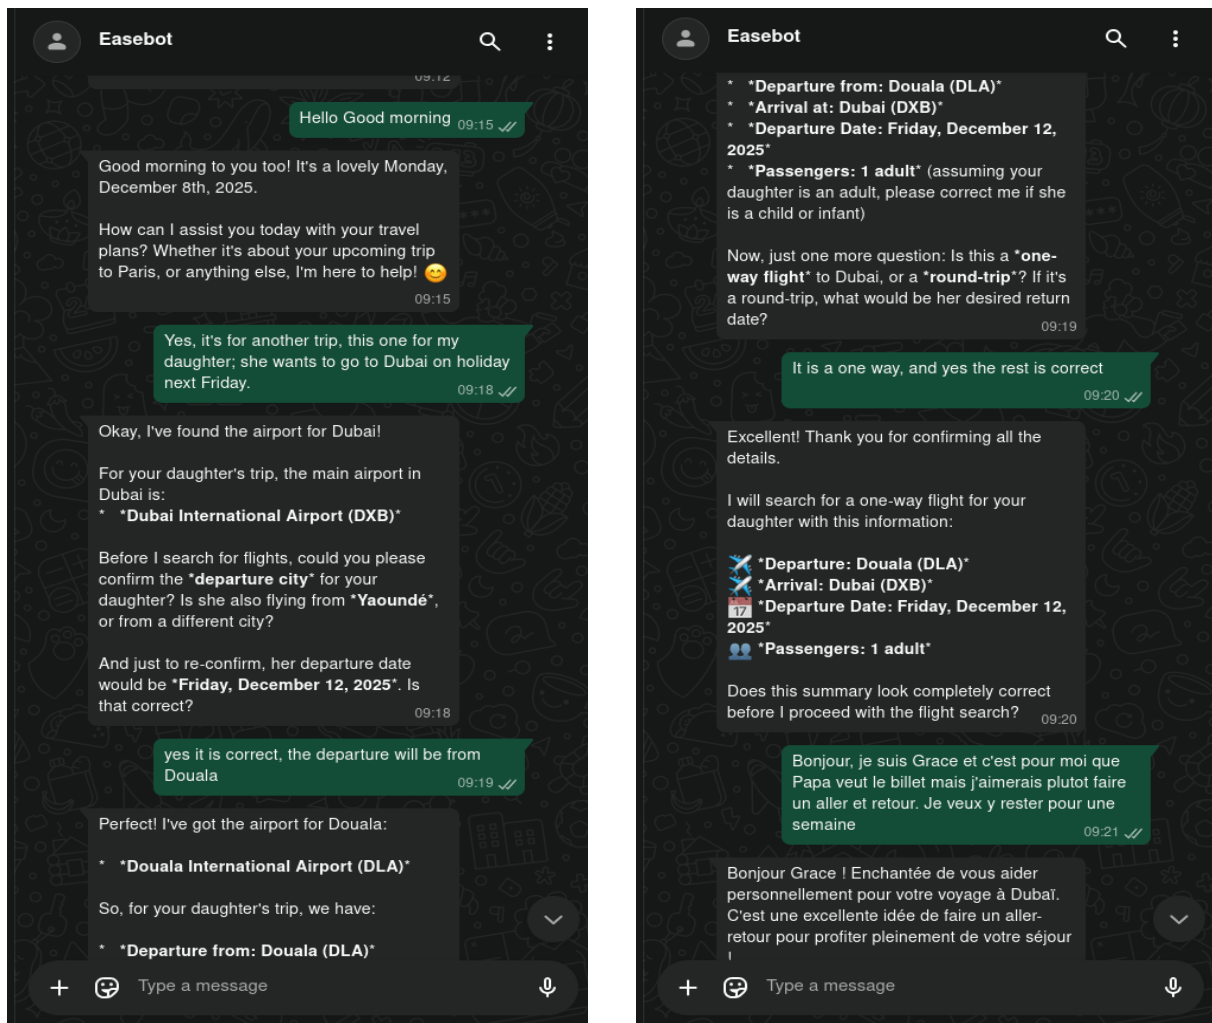 Easebot
09:12
Hello Good morning 09:15
Good morning to you too! It's a lovely Monday,
December 8th, 2025.
How can I assist you today with your travel
plans? Whether it's about your upcoming trip
to Paris, or anything else, I'm here to help! 😊
09:15
Yes, it's for another trip, this one for my
daughter; she wants to go to Dubai on holiday
next Friday.
09:18
Okay, I've found the airport for Dubai!
For your daughter's trip, the main airport in
Dubai is:
* *Dubai International Airport (DXB)*
Before I search for flights, could you please
confirm the *departure city* for your
daughter? Is she also flying from *Yaoundé*,
or from a different city?
And just to re-confirm, her departure date
would be *Friday, December 12, 2025*. Is
that correct?
09:18
yes it is correct, the departure will be from
Douala
09:19
Perfect! I've got the airport for Douala:
* *Douala International Airport (DLA)*
So, for your daughter's trip, we have:
* *Departure from: Douala (DLA)*
Type a message
Easebot
* *Departure from: Douala (DLA)*
* *Arrival at: Dubai (DXB)*
* *Departure Date: Friday, December 12,
2025*
* *Passengers: 1 adult* (assuming your
daughter is an adult, please correct me if she
is a child or infant)
Now, just one more question: Is this a *one-
way flight* to Dubai, or a *round-trip*? If it's
a round-trip, what would be her desired return
date?
09:19
It is a one way, and yes the rest is correct
09:20
Excellent! Thank you for confirming all the
details.
I will search for a one-way flight for your
daughter with this information:
✈️ *Departure: Douala (DLA)*
✈️ *Arrival: Dubai (DXB)*
📅 *Departure Date: Friday, December 12,
2025*
👥 *Passengers: 1 adult*
Does this summary look completely correct
before I proceed with the flight search?
09:20
Bonjour, je suis Grace et c'est pour moi que
Papa veut le billet mais j'aimerais plutot faire
un aller et retour. Je veux y rester pour une
semaine
09:21
Bonjour Grace ! Enchantée de vous aider
personnellement pour votre voyage à Dubaï.
C'est une excellente idée de faire un aller-
retour pour profiter pleinement de votre séjour
!
Type a message